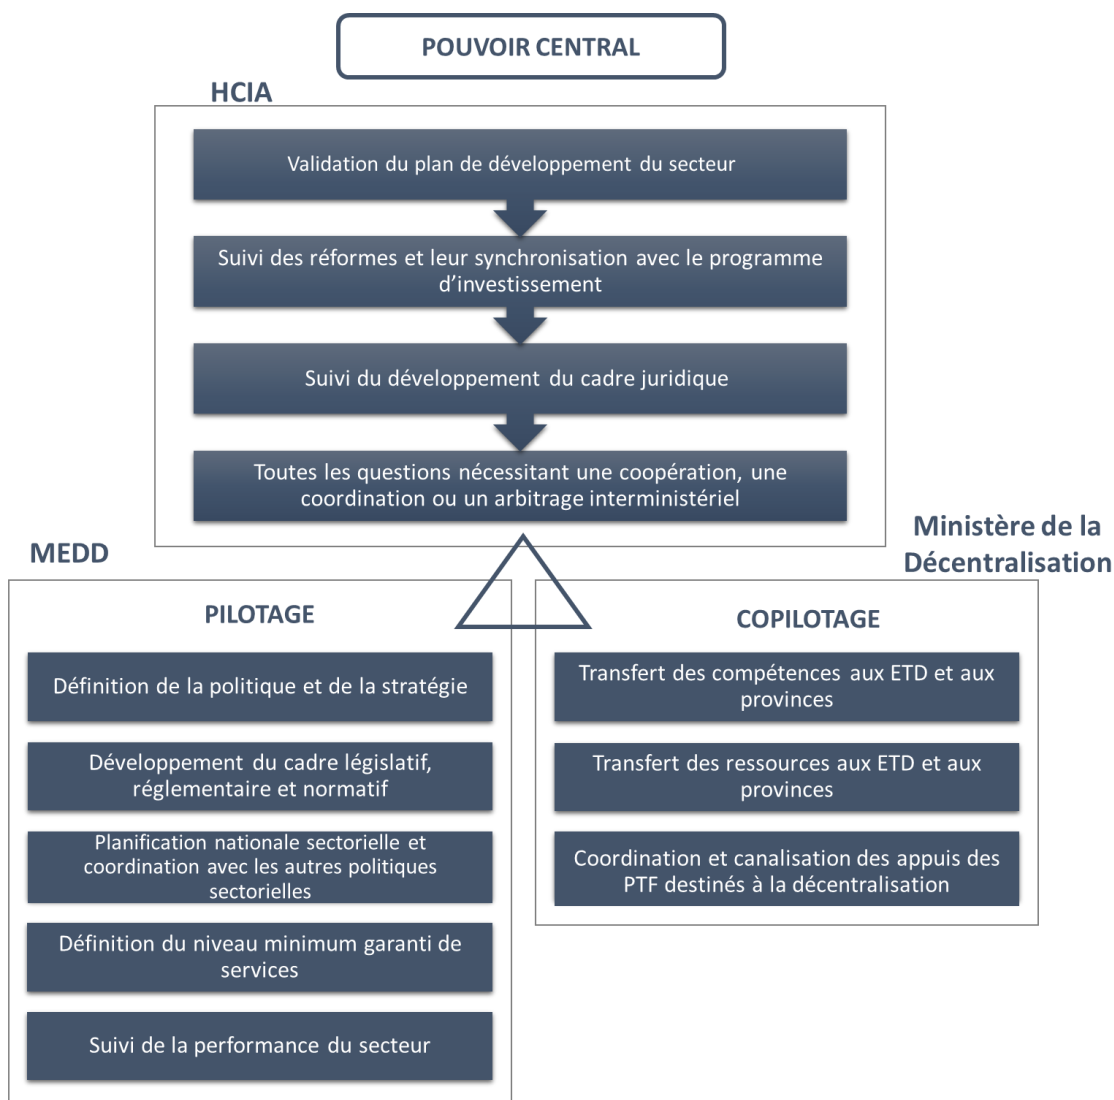 POUVOIR CENTRAL
HCIA
Validation du plan de développement du secteur
Suivi des réformes et leur synchronisation avec le programme
d’investissement
Suivi du développement du cadre juridique
Toutes les questions nécessitant une coopération, une
coordination ou un arbitrage interministériel
MEDD
PILOTAGE
Définition de la politique et de la stratégie
Développement du cadre législatif,
réglementaire et normatif
Planification nationale sectorielle et
coordination avec les autres politiques
sectorielles
Définition du niveau minimum garanti de
services
Suivi de la performance du secteur
Ministère de la
Décentralisation
COPILOTAGE
Transfert des compétences aux ETD et aux
provinces
Transfert des ressources aux ETD et aux
provinces
Coordination et canalisation des appuis des
PTF destinés à la décentralisation